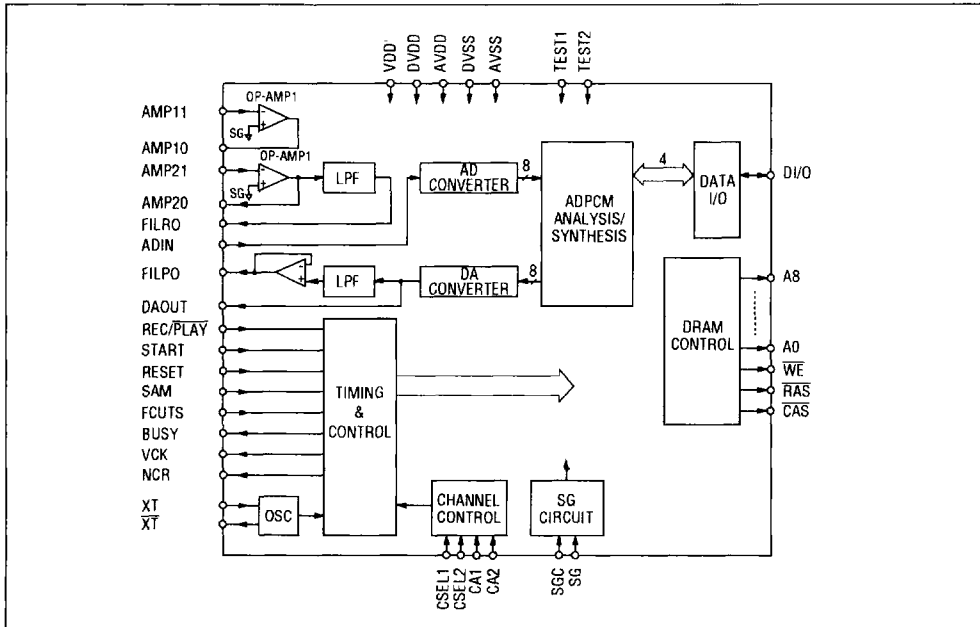 VDD'
DVDD
AVDD
DVSS
AVSS
TEST1
TEST2
AMP11
OP-AMP1
SG
AMP10
AMP21
OP-AMP1
SG
AMP20
FILRO
ADIN
FILPO
DAOUT
LPF
AD
CONVERTER
8
LPF
DA
CONVERTER
8
ADPCM
ANALYSIS/
SYNTHESIS
4
DATA
I/O
DI/O
REC/PLAY
START
RESET
SAM
FCUTS
BUSY
VCK
NCR
XT
XT
OSC
TIMING
&
CONTROL
CHANNEL
CONTROL
SG
CIRCUIT
DRAM
CONTROL
A8
A0
WE
RAS
CAS
CSEL1
CSEL2
CA1
CA2
SGC
SG